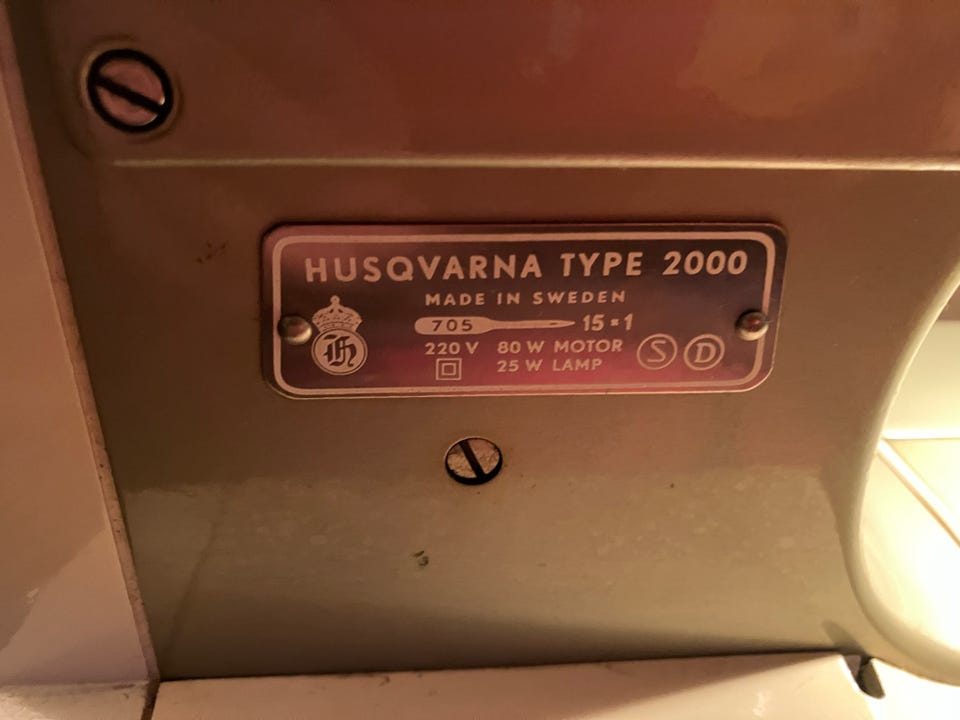 HUSQVARNA TYPE 2000
MADE IN SWEDEN
705 15=1
220 V 80 W MOTOR
25 W LAMP
H
S D